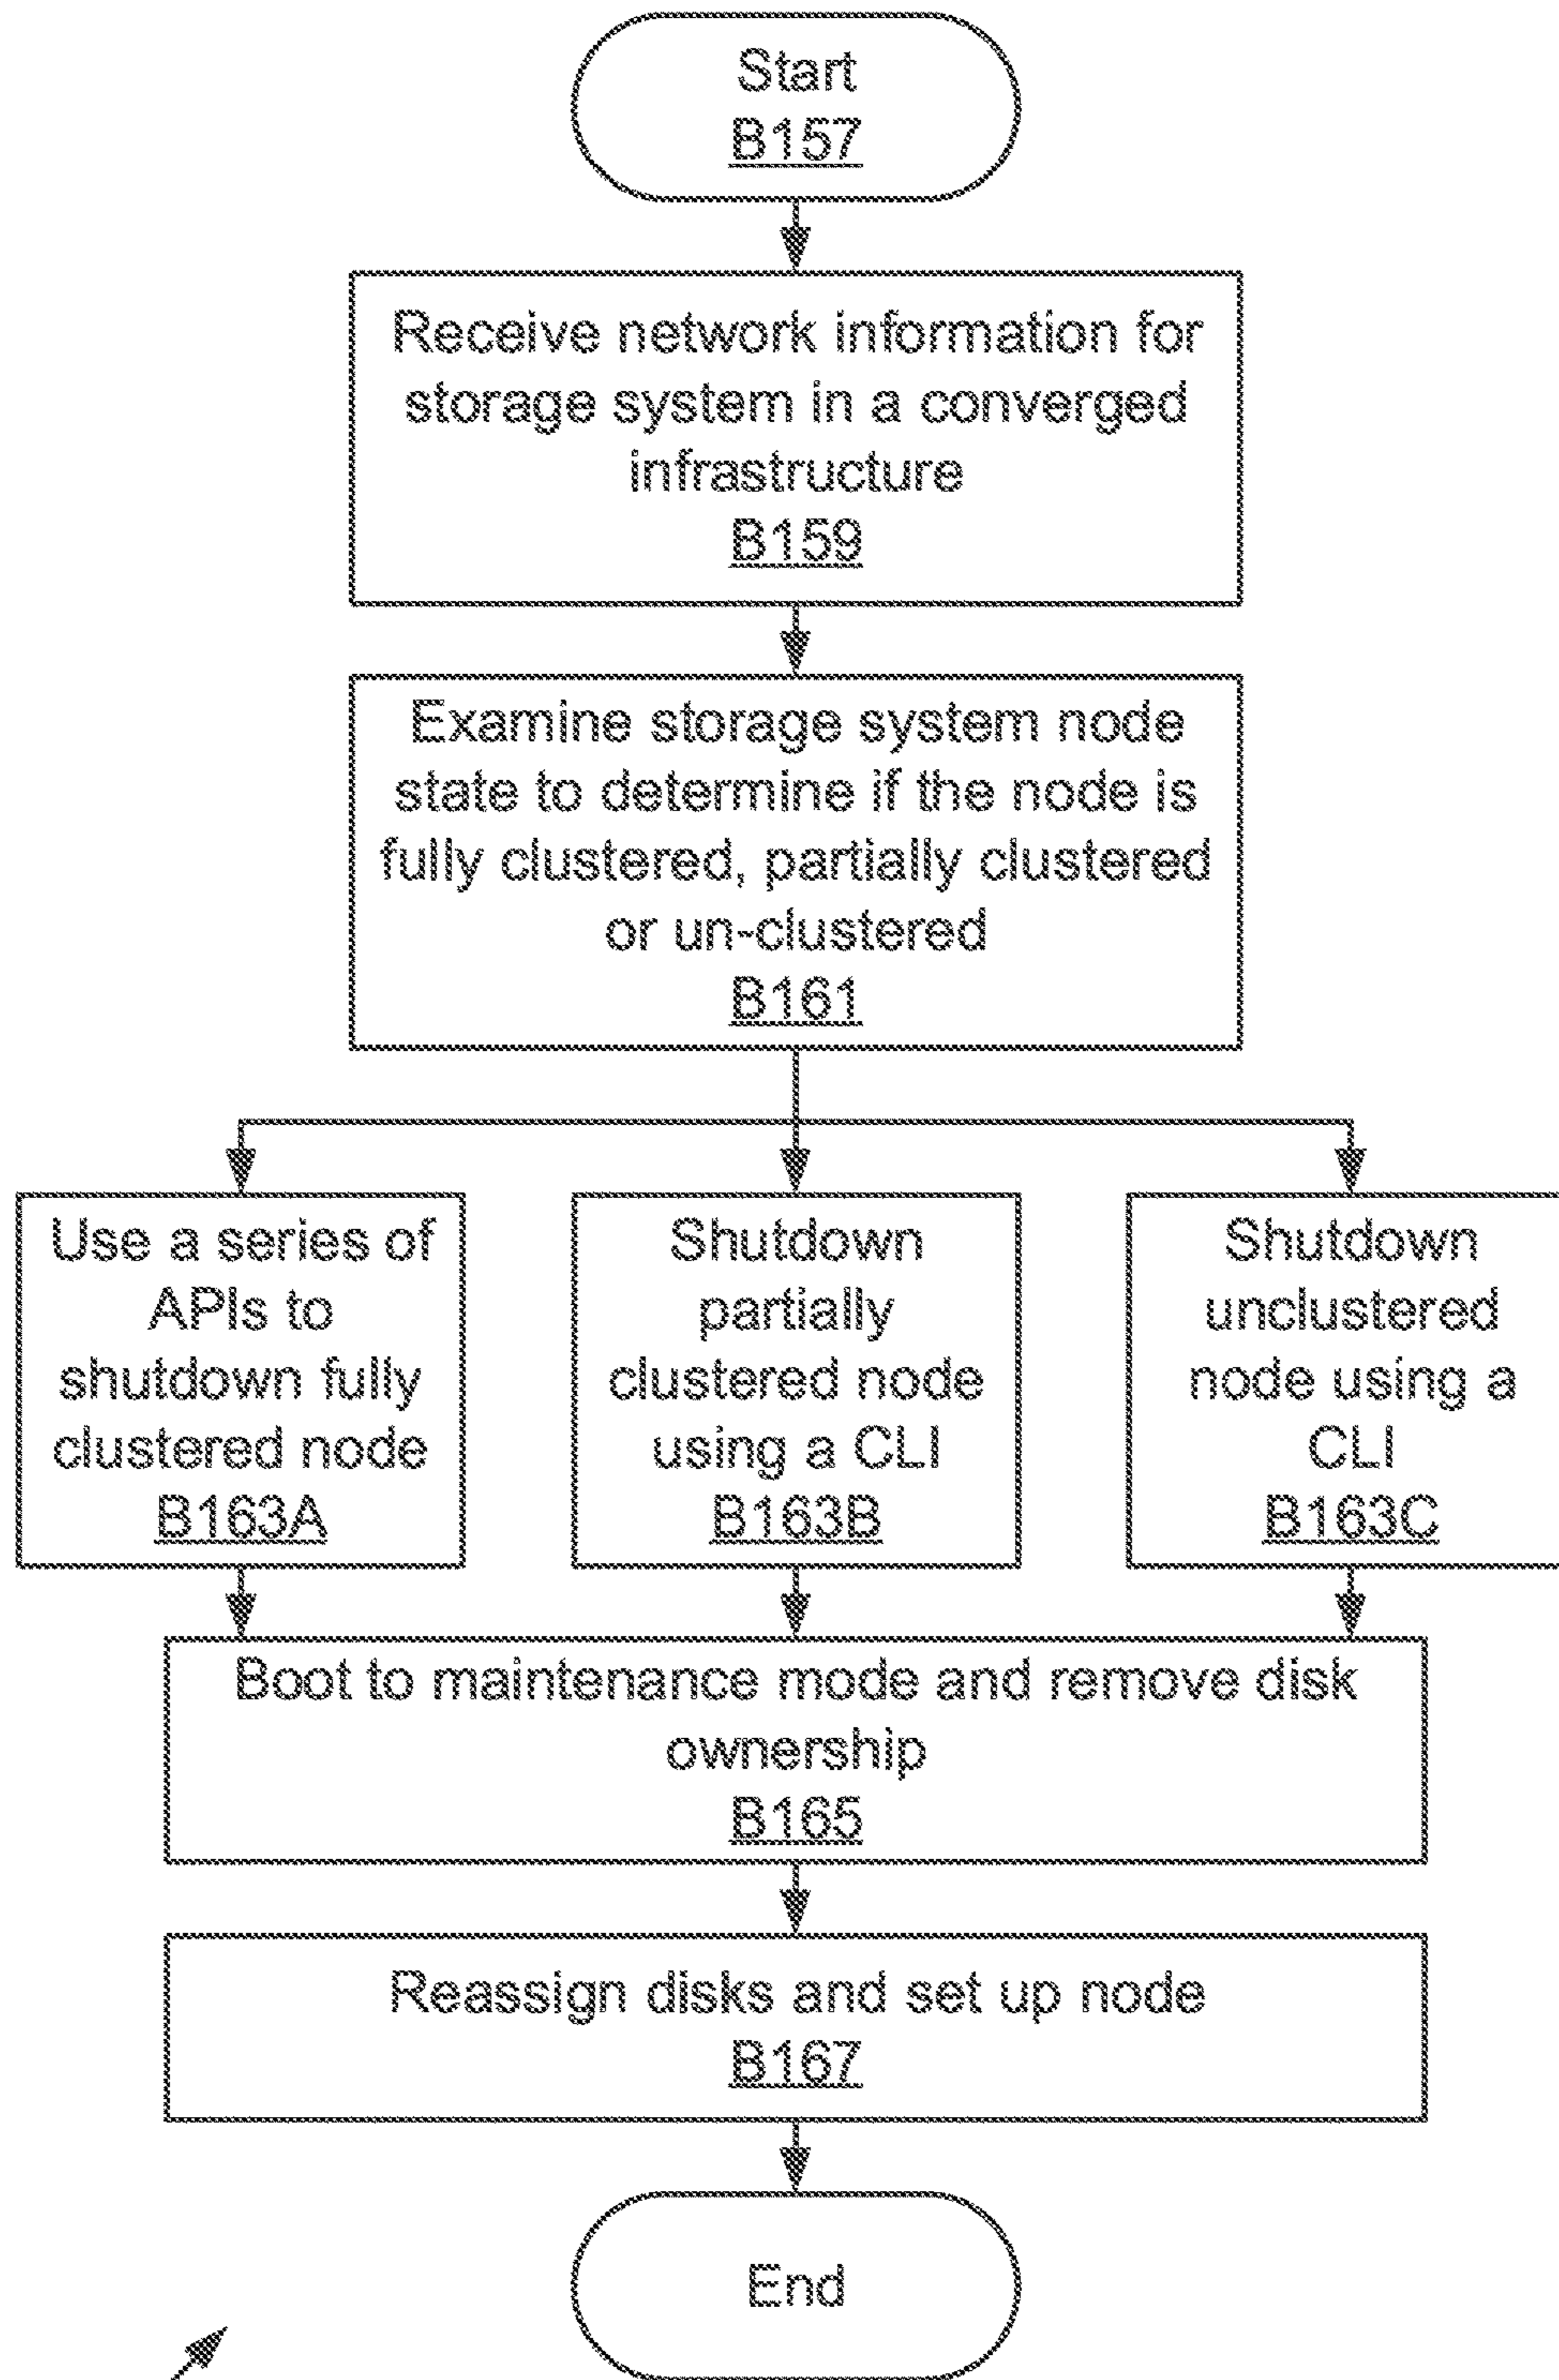 Start
B157
Receive network information for
storage system in a converged
infrastructure
B159
Examine storage system node
state to determine if the node is
fully clustered, partially clustered
or un-clustered
B161
Use a series of
APIs to
shutdown fully
clustered node
B163A
Shutdown
partially
clustered node
using a CLI
B163B
Shutdown
unclustered
node using a
CLI
B163C
Boot to maintenance mode and remove disk
ownership
B165
Reassign disks and set up node
B167
End